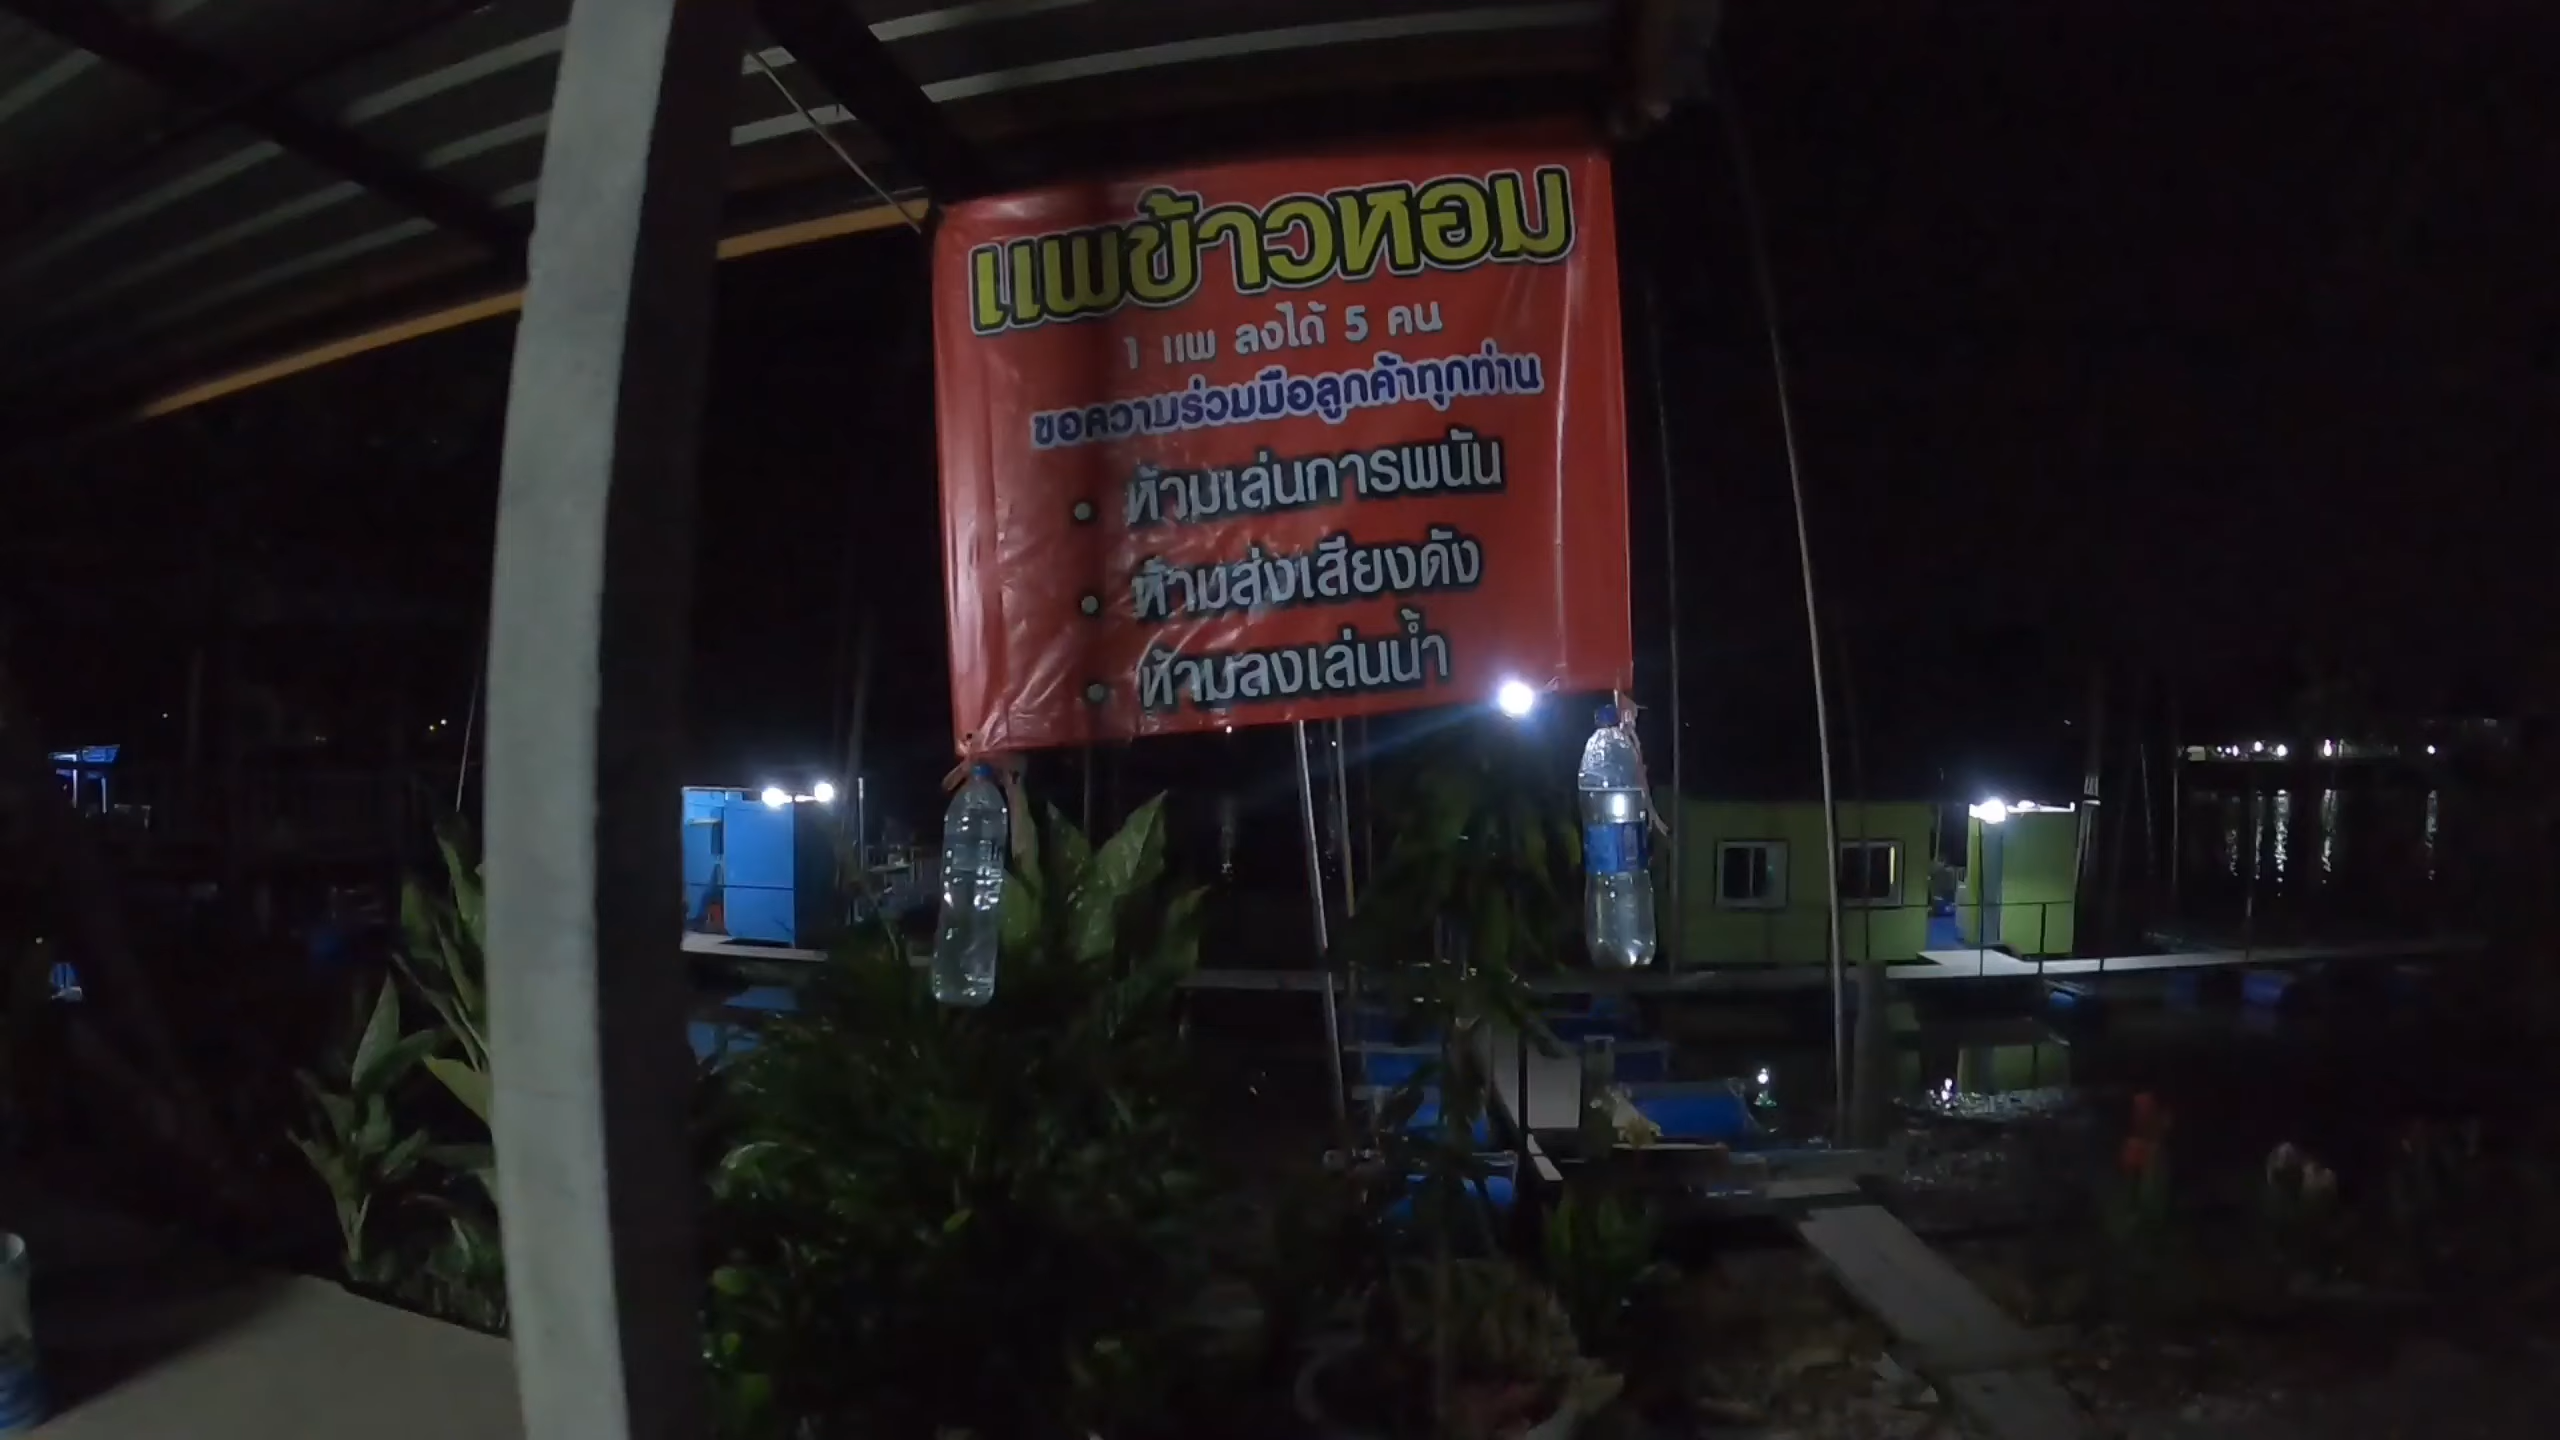 แพข้าวหอม
1 แพ ลงได้ 5 คน
ขอความร่วมมือลูกค้าทุกท่าน
• ห้ามเล่นการพนัน
• ห้ามส่งเสียงดัง
• ห้ามลงเล่นน้ำ